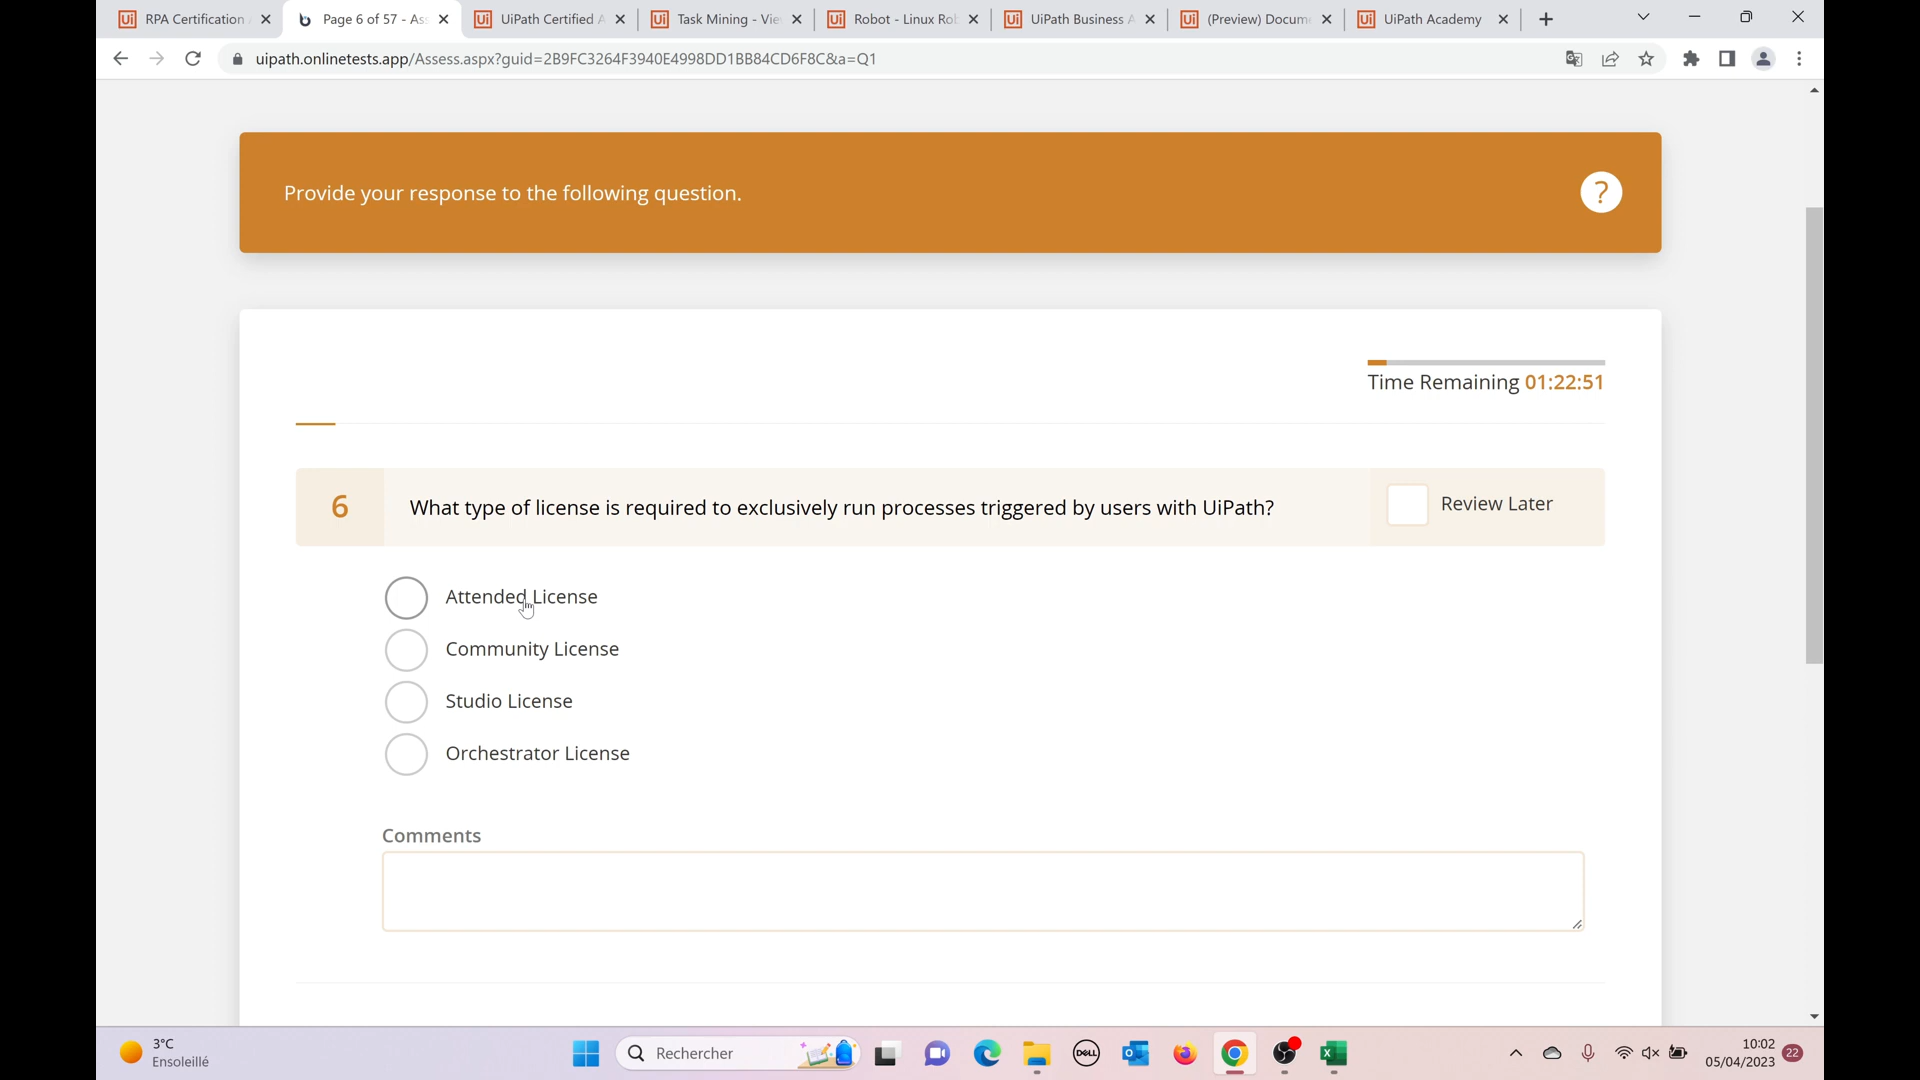 RPA Certification
Page 6 of 57 - As
UiPath Certified A
Task Mining - Vie
Robot - Linux Ro
UiPath Business A
(Preview) Docum
UiPath Academy
uipath.onlinetests.app/Assess.aspx?guid=2B9FC3264F3940E4998DD1BB84CD6F8C&a=Q1
Provide your response to the following question.
?
Time Remaining 01:22:51
6
What type of license is required to exclusively run processes triggered by users with UiPath?
Review Later
Attended License
Community License
Studio License
Orchestrator License
Comments
3°C
Ensoleillé
Rechercher
DELL
10:02
05/04/2023
22